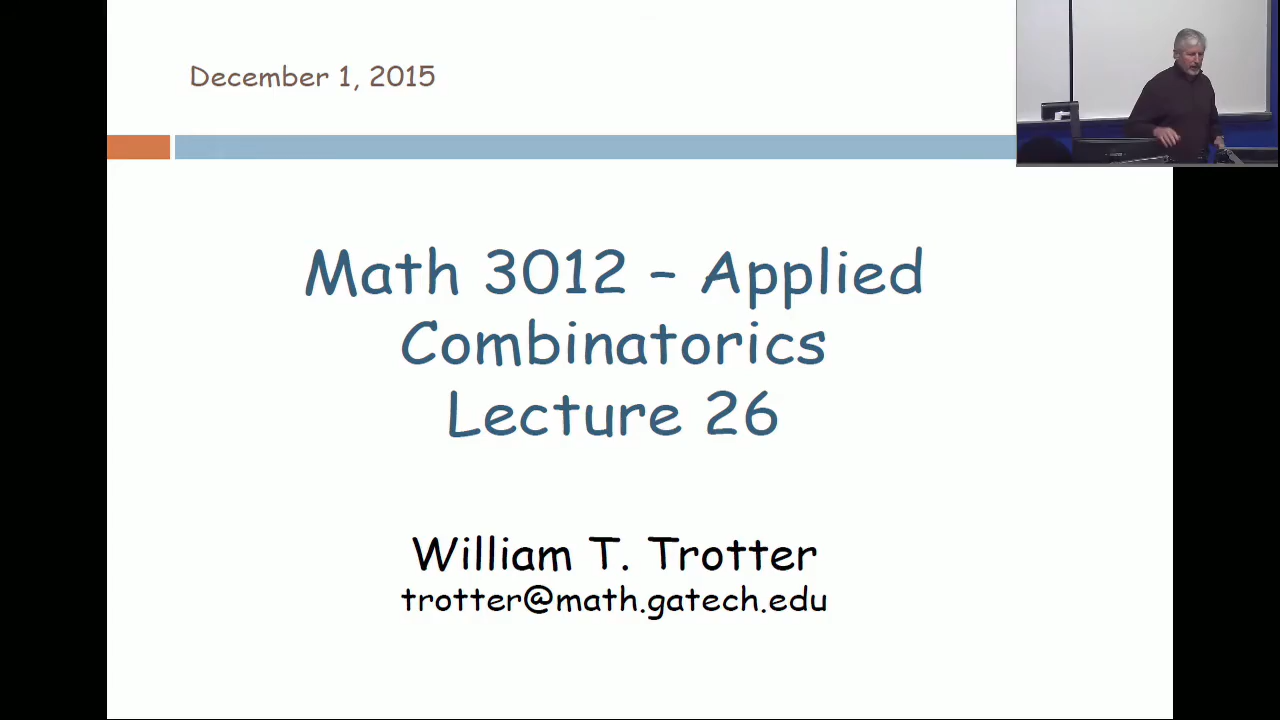 December 1, 2015
Math 3012 – Applied
Combinatorics
Lecture 26
William T. Trotter
trotter@math.gatech.edu